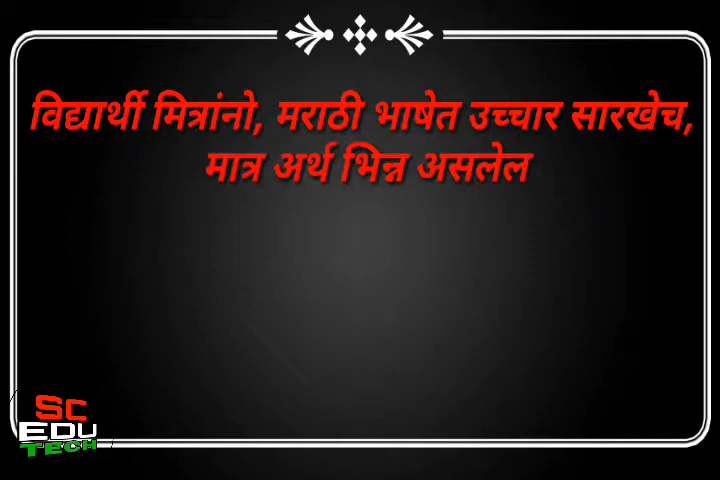 विद्यार्थी मित्रांनो, मराठी भाषेत उच्चार सारखेच,
मात्र अर्थ भिन्न असलेल
SC
EDU
TECH